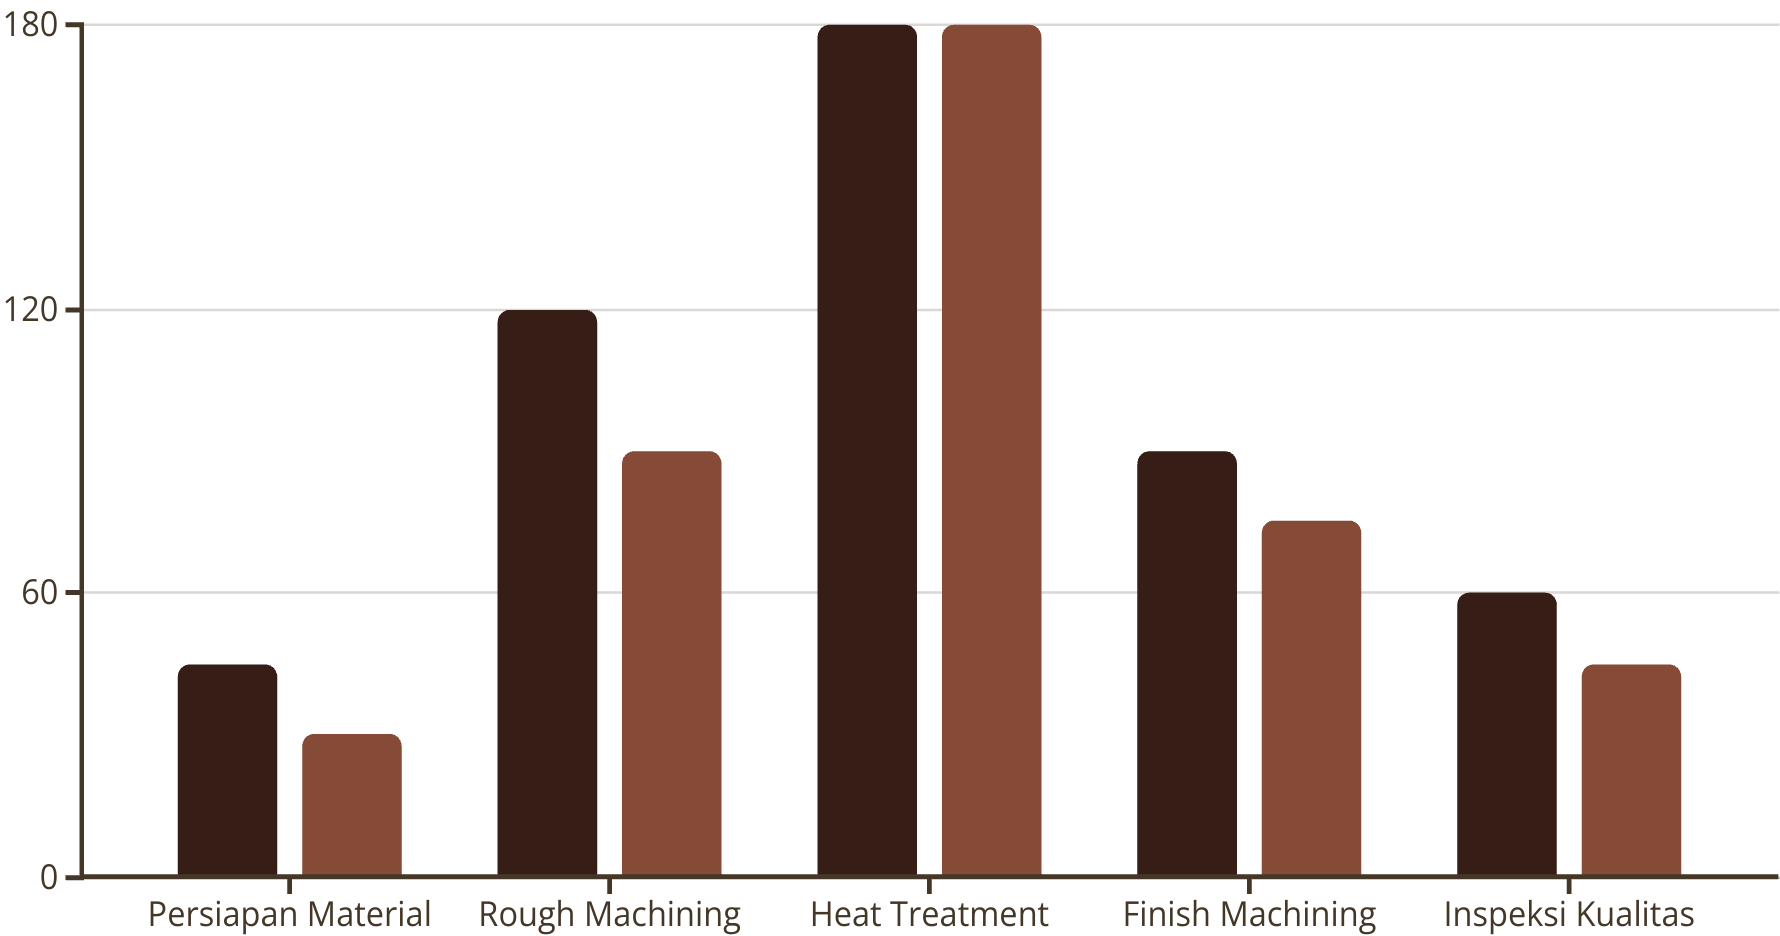 180
120
60
0
Persiapan Material
Rough Machining
Heat Treatment
Finish Machining
Inspeksi Kualitas